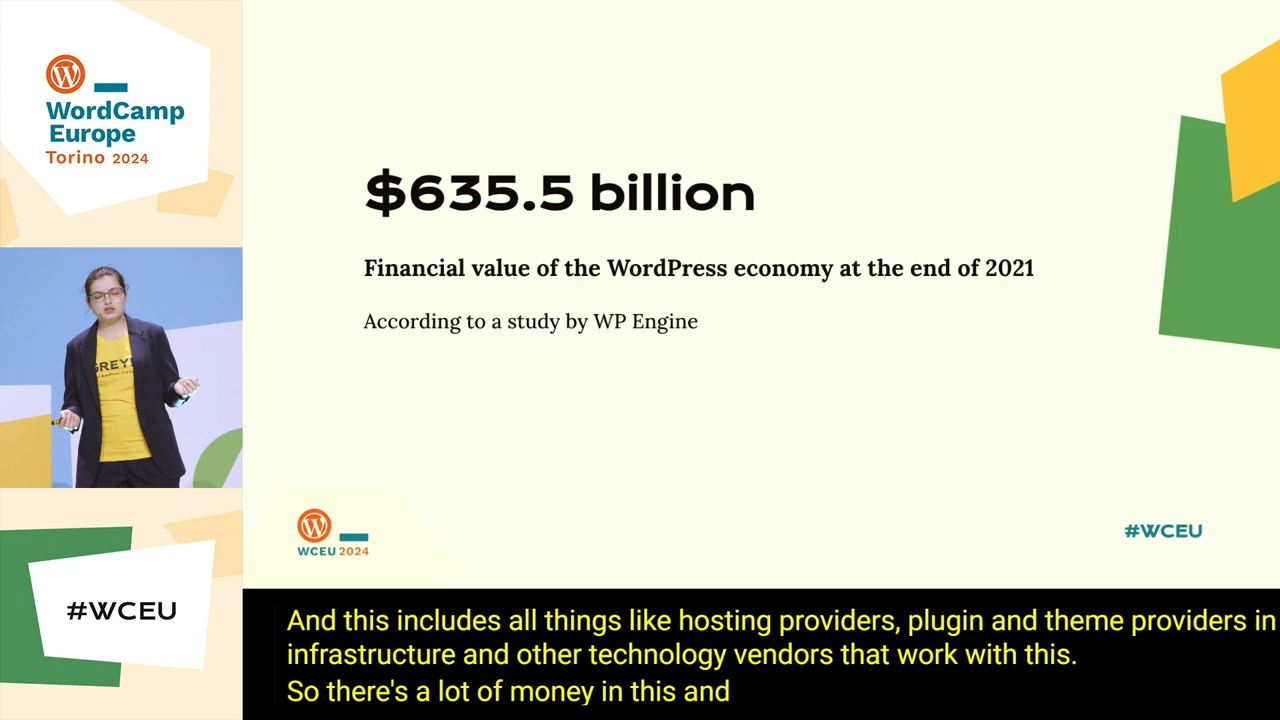 WordCamp
Europe
Torino 2024
$635.5 billion
Financial value of the WordPress economy at the end of 2021
According to a study by WP Engine
WCEU 2024
#WCEU
#WCEU
And this includes all things like hosting providers, plugin and theme providers in
infrastructure and other technology vendors that work with this.
So there's a lot of money in this and